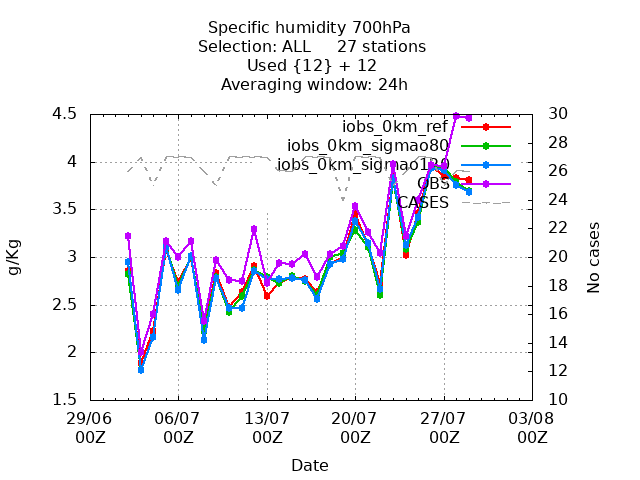 Specific humidity 700hPa
Selection: ALL 27 stations
Used {12} + 12
Averaging window: 24h
iobs_0km_ref
iobs_0km_sigmao80
iobs_0km_sigmao120
OBS
CASES
4.5
4
3.5
3
2.5
2
1.5
g/Kg
30
28
26
24
22
20
18
16
14
12
10
No cases
29/06 06/07 13/07 20/07 27/07 03/08
00Z 00Z 00Z 00Z 00Z 00Z
Date